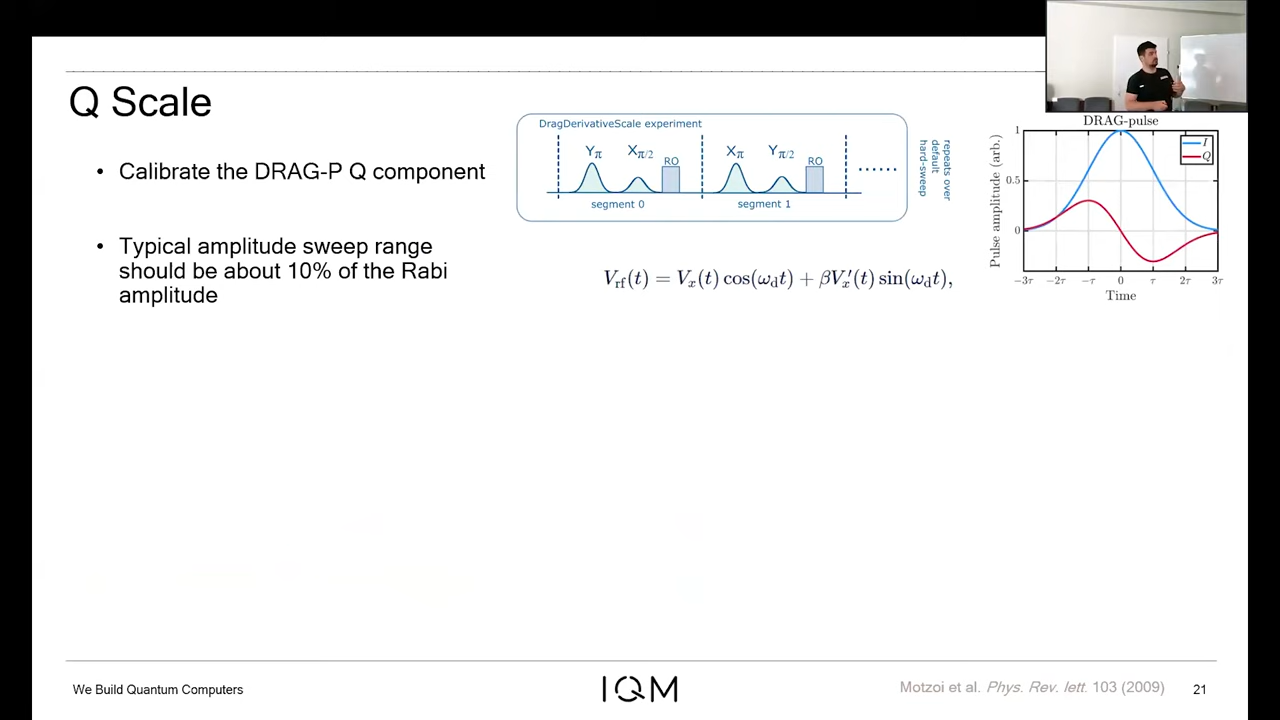 Q Scale
• Calibrate the DRAG-P Q component
• Typical amplitude sweep range
should be about 10% of the Rabi
amplitude
DragDerivativeScale experiment
Yπ Xπ/2 RO Xπ Yπ/2 RO
segment 0 segment 1
repeats over
default
hard-sweep
V_rf(t) = V_x(t) cos(ω_d t) + βV′_x(t) sin(ω_d t),
DRAG-pulse
Pulse amplitude (arb.)
1
0.5
0
I
Q
−3τ −2τ −τ 0 τ 2τ 3τ
Time
We Build Quantum Computers
IQM
Motzoi et al. Phys. Rev. lett. 103 (2009)
21